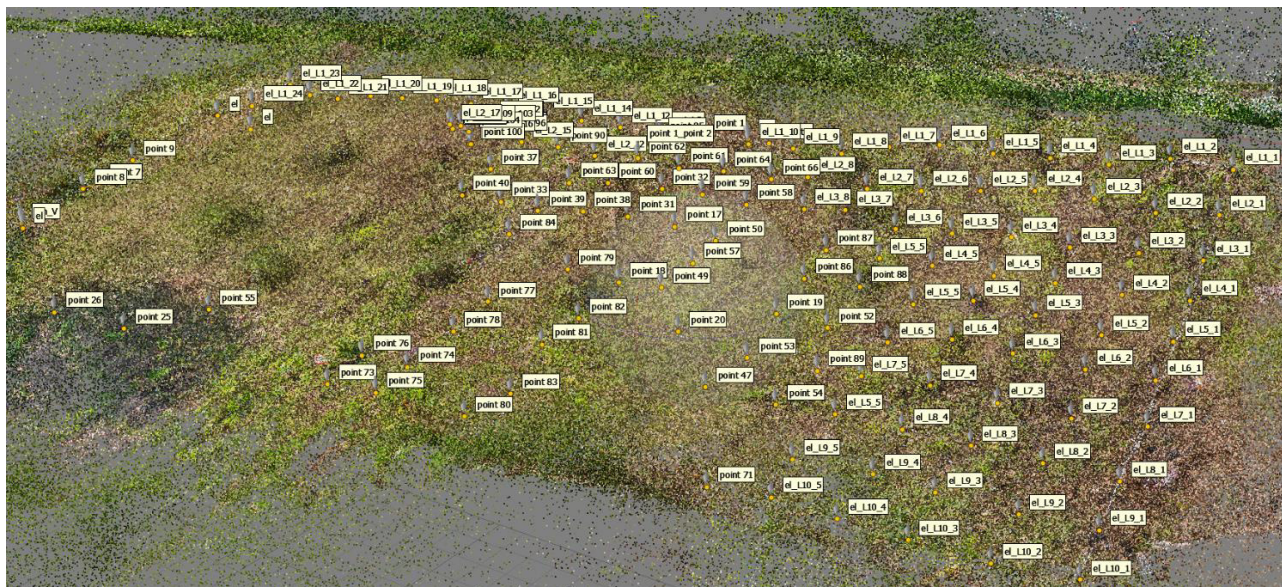 el_L1_23
el_L1_22
el_L1_21
el_L1_20
el_L1_19
el_L1_18
el_L1_17
el_L1_16
el_L1_15
el_L1_14
el_L1_12
el_L1_24
el
el
el_L2_17
point 100
L2_15
point 90
point 1
point 2
point 1
el_L1_10
el_L1_9
el_L1_8
el_L1_7
el_L1_6
el_L1_5
el_L1_4
el_L1_3
el_L1_2
el_L1_1
point 9
point 8
el
point 37
point 62
point 61
point 64
point 66
el_L2_8
el_L2_7
el_L2_6
el_L2_5
el_L2_4
el_L2_3
el_L2_2
el_L2_1
point 40
point 33
point 63
point 60
point 32
point 59
point 58
point 39
point 38
point 31
point 17
point 50
el_L3_8
el_L3_7
el_L3_6
el_L3_5
el_L3_4
el_L3_3
el_L3_2
el_L3_1
point 84
point 87
el_L5_5
el_L4_5
el_L4_5
el_L4_3
el_L4_2
el_L4_1
point 79
point 18
point 57
point 49
point 86
point 88
point 26
point 25
point 55
point 77
point 78
point 82
point 81
point 20
point 19
point 52
el_L5_5
el_L5_4
el_L5_3
el_L5_2
el_L5_1
point 76
point 74
point 73
point 75
point 83
point 80
point 53
point 47
point 89
point 54
el_L6_5
el_L6_4
el_L6_3
el_L6_2
el_L6_1
el_L7_5
el_L7_4
el_L7_3
el_L7_2
el_L7_1
el_L5_5
el_L8_4
el_L8_3
el_L8_2
el_L8_1
point 71
el_L9_5
el_L9_4
el_L9_3
el_L9_2
el_L9_1
el_L10_5
el_L10_4
el_L10_3
el_L10_2
el_L10_1